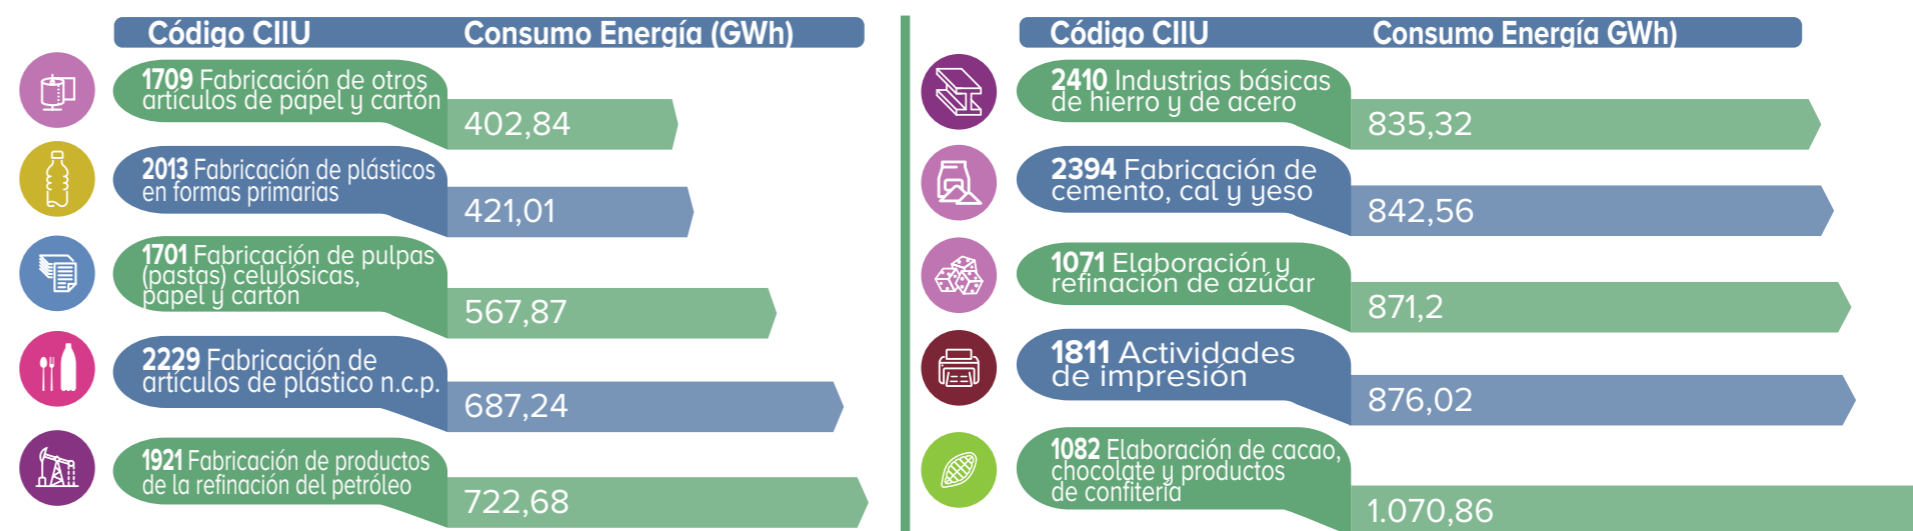 Código CIIU Consumo Energía (GWh)
1709 Fabricación de otros
artículos de papel y cartón
402,84
2013 Fabricación de plásticos
en formas primarias
421,01
1701 Fabricación de pulpas
(pastas) celulósicas,
papel y cartón
567,87
2229 Fabricación de
artículos de plástico n.c.p.
687,24
1921 Fabricación de productos
de la refinación del petróleo
722,68
Código CIIU Consumo Energía GWh)
2410 Industrias básicas
de hierro y de acero
835,32
2394 Fabricación de
cemento, cal y yeso
842,56
1071 Elaboración y
refinación de azúcar
871,2
1811 Actividades
de impresión
876,02
1082 Elaboración de cacao,
chocolate y productos
de confitería
1.070,86